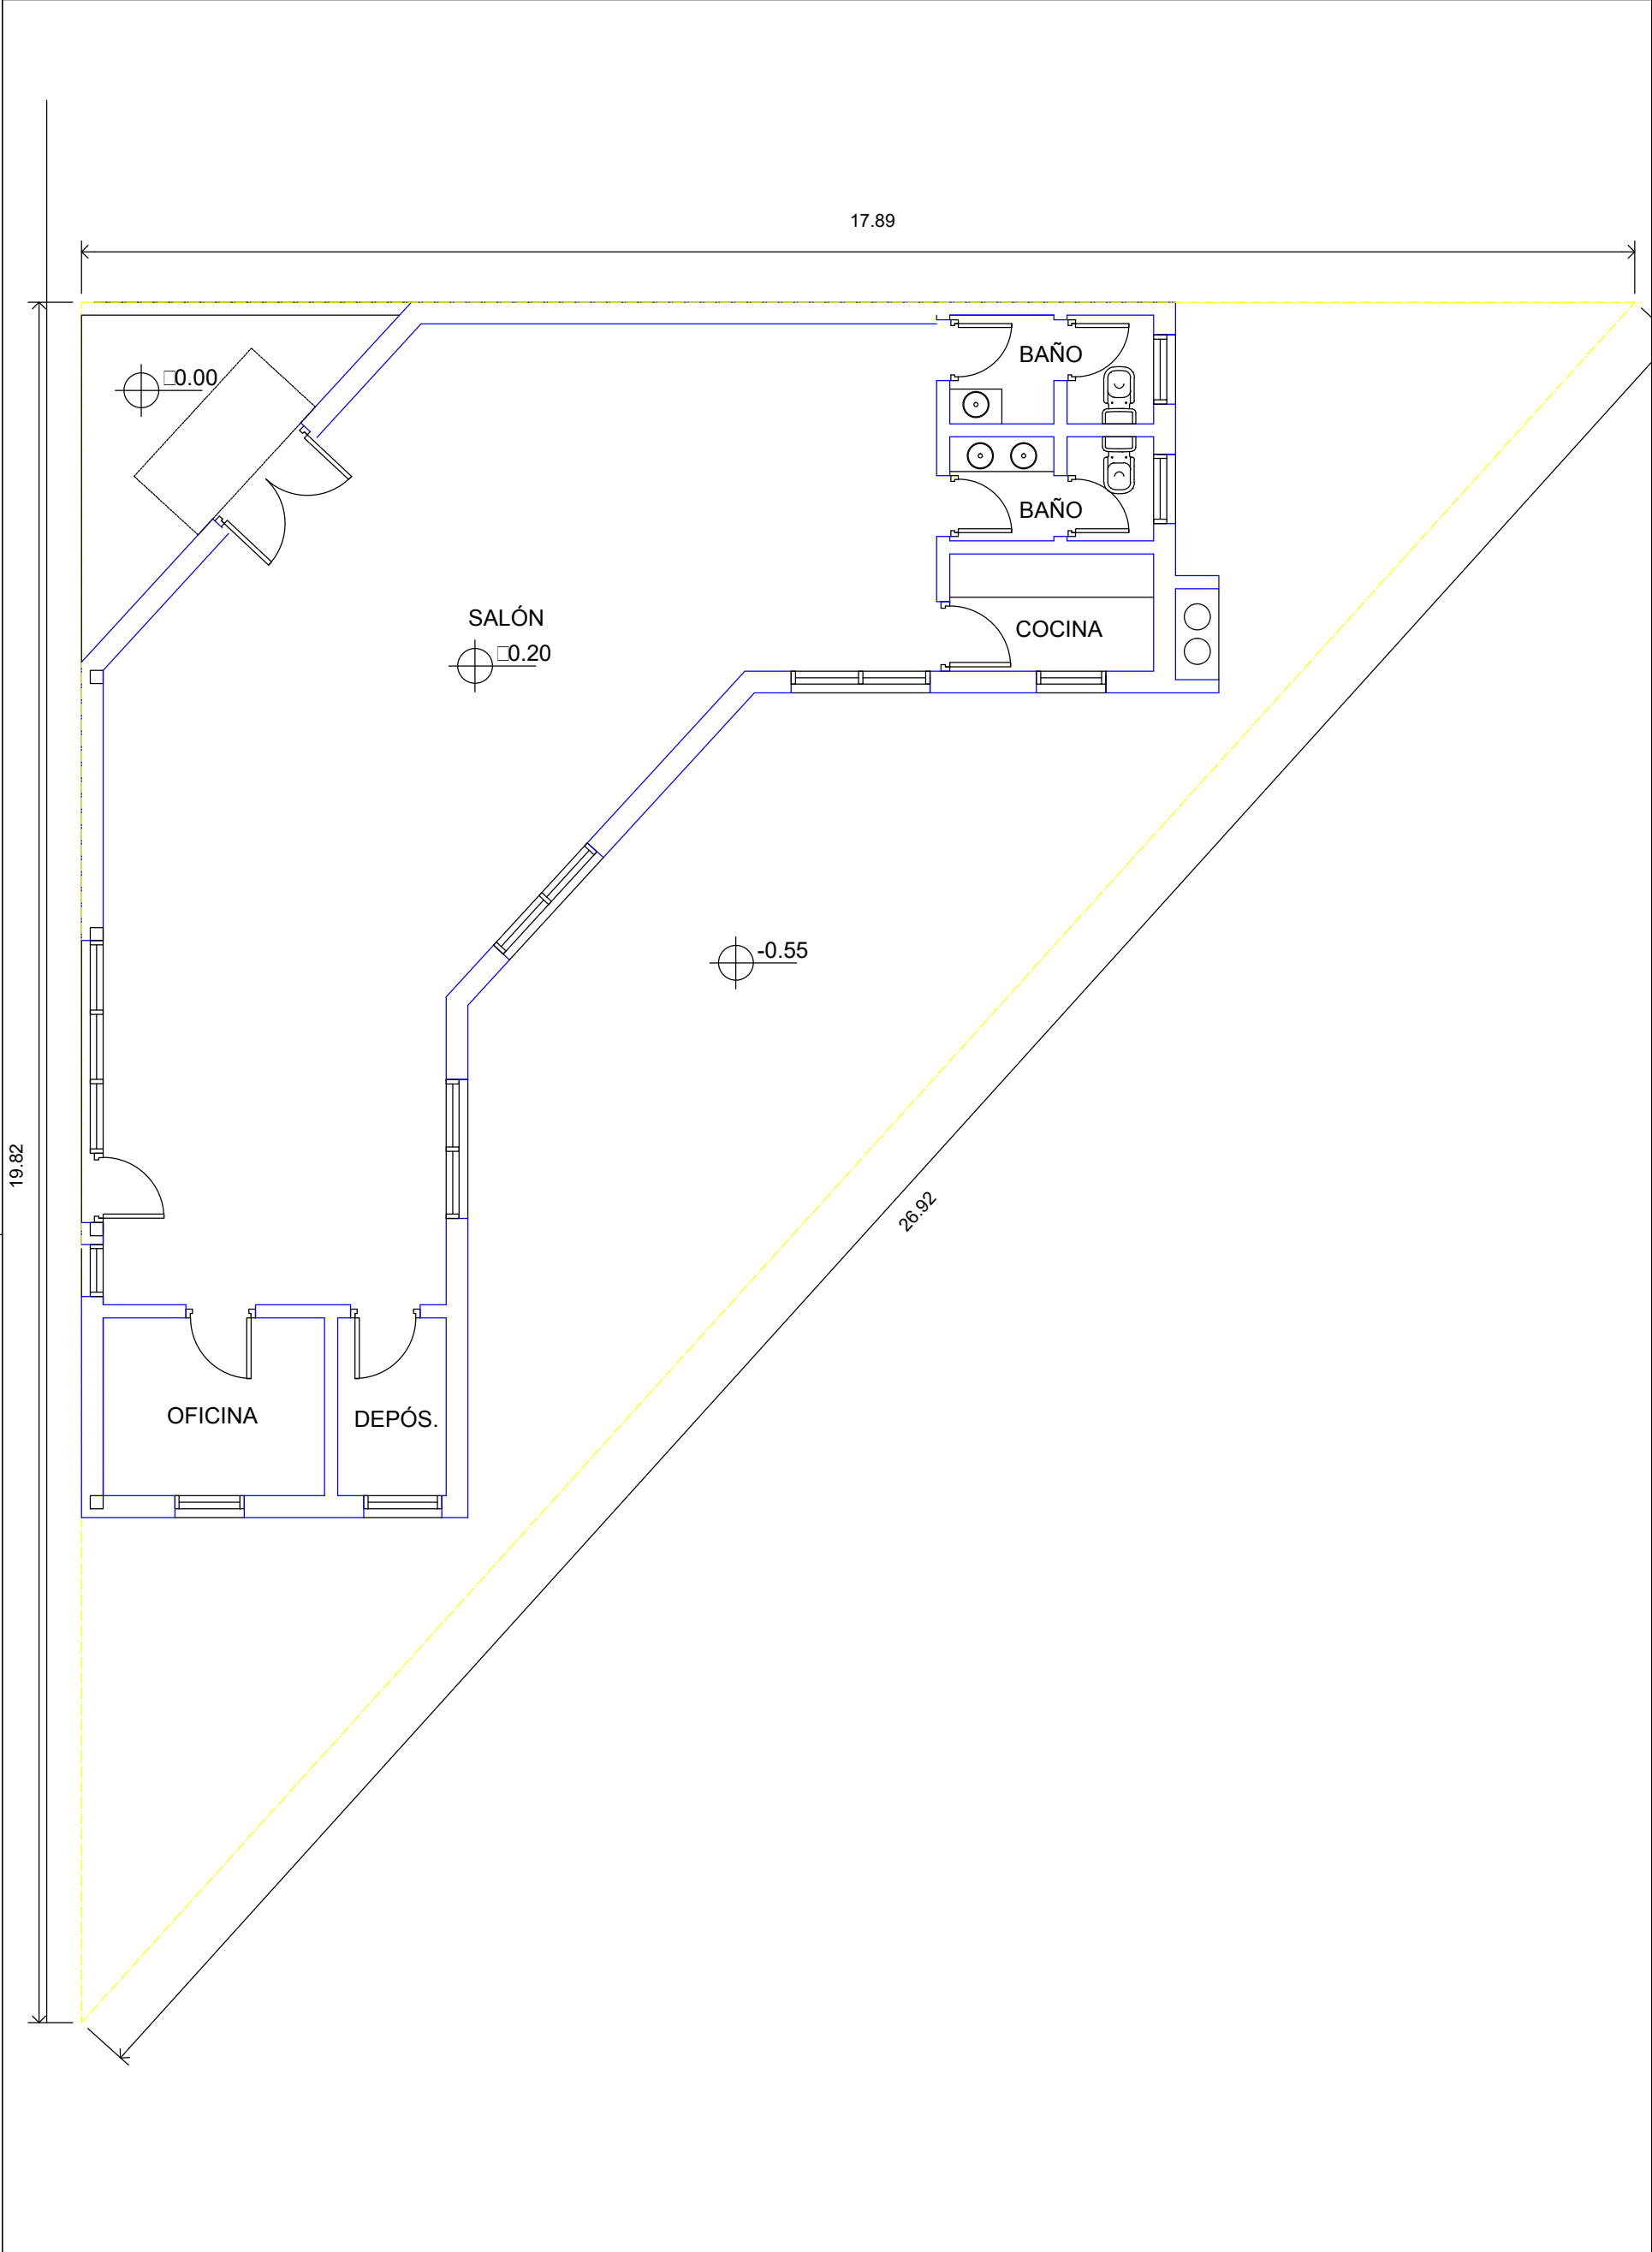 17.89
BAÑO
□0.00
BAÑO
SALÓN
COCINA
□0.20
-0.55
19.82
26.92
OFICINA
DEPÓS.